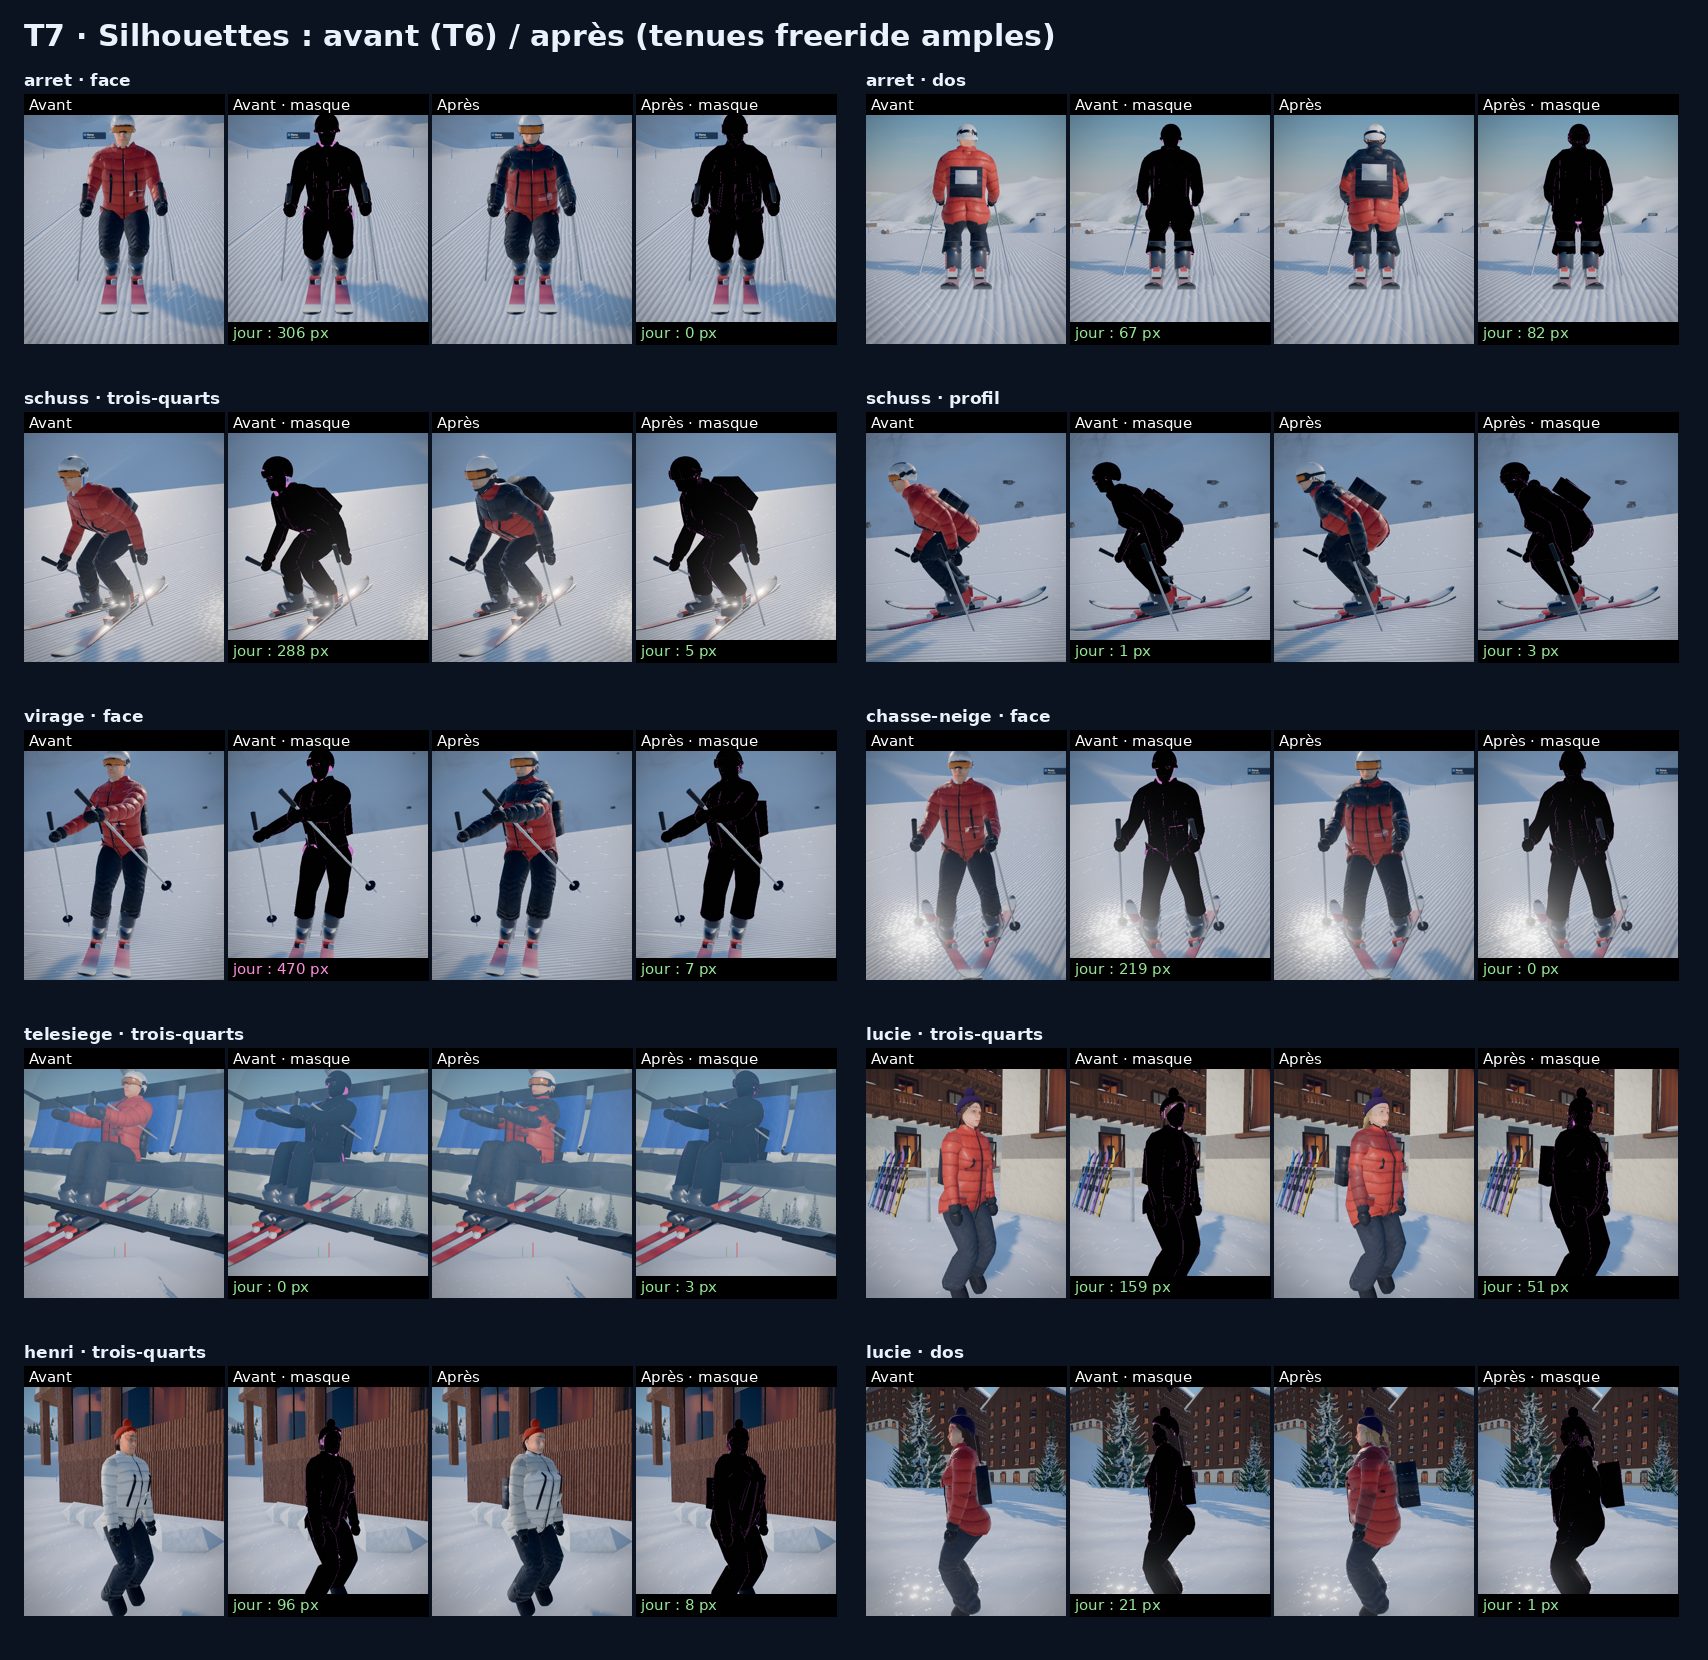 T7 · Silhouettes : avant (T6) / après (tenues freeride amples)
arret · face
Avant
Avant · masque
Après
Après · masque
jour : 306 px
jour : 0 px
arret · dos
Avant
Avant · masque
Après
Après · masque
jour : 67 px
jour : 82 px
schuss · trois-quarts
Avant
Avant · masque
Après
Après · masque
jour : 288 px
jour : 5 px
schuss · profil
Avant
Avant · masque
Après
Après · masque
jour : 1 px
jour : 3 px
virage · face
Avant
Avant · masque
Après
Après · masque
jour : 470 px
jour : 7 px
chasse-neige · face
Avant
Avant · masque
Après
Après · masque
jour : 219 px
jour : 0 px
telesiege · trois-quarts
Avant
Avant · masque
Après
Après · masque
jour : 0 px
jour : 3 px
lucie · trois-quarts
Avant
Avant · masque
Après
Après · masque
jour : 159 px
jour : 51 px
henri · trois-quarts
Avant
Avant · masque
Après
Après · masque
jour : 96 px
jour : 8 px
lucie · dos
Avant
Avant · masque
Après
Après · masque
jour : 21 px
jour : 1 px